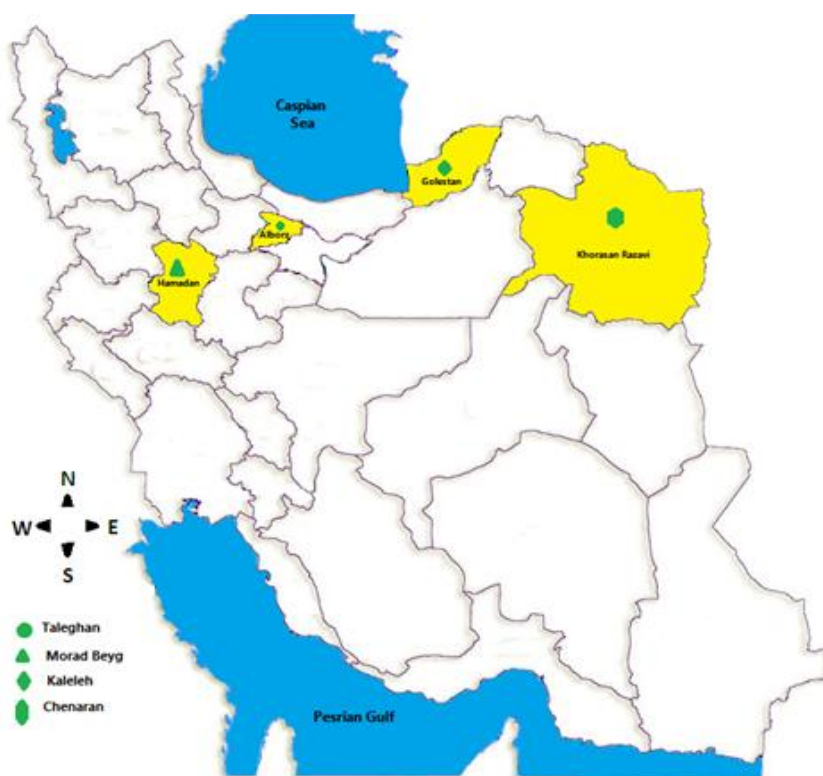 Caspian
Sea
Golestan
Alborz
Khorasan Razavi
Hamadan
N
W
E
S
Taleghan
Morad Beyg
Kaleleh
Chenaran
Pesrian Gulf